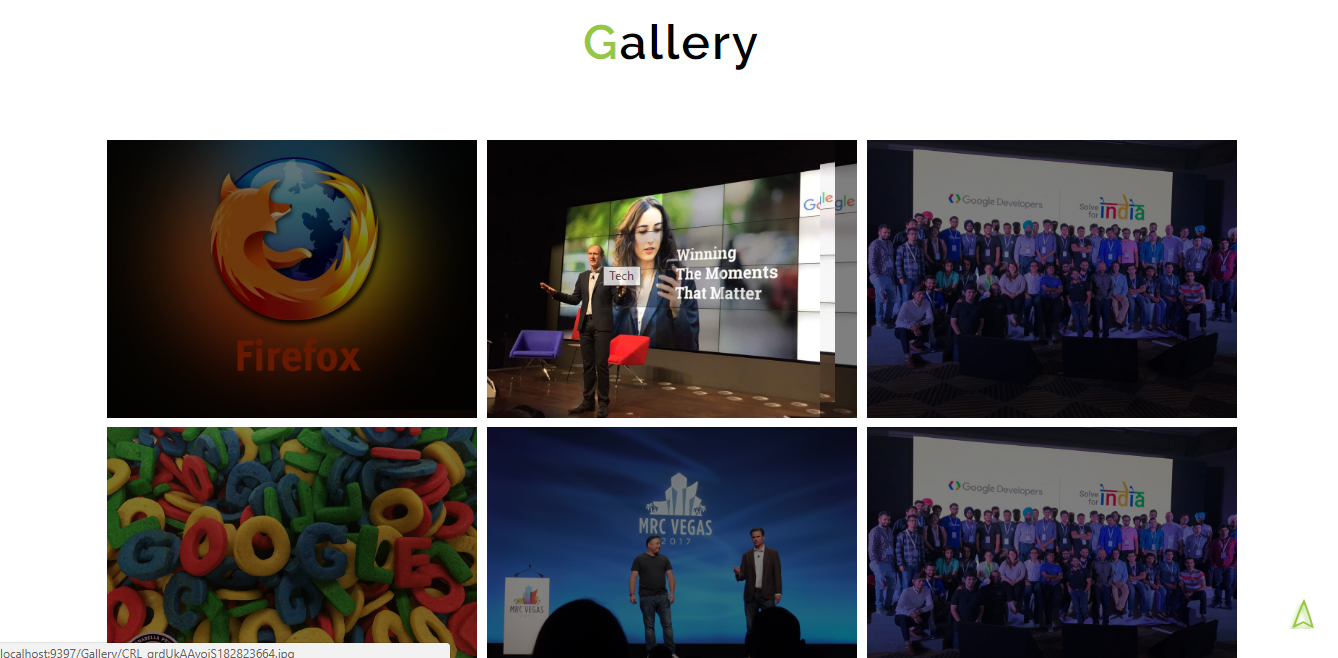 Gallery
Firefox
Google
Winning
The Moments
That Matter
Tech
Google Developers
Solve
for
india
GOOGLE
MRC VEGAS
2017
MRC VEGAS
Google Developers
Solve
for
india
localhost:9397/Gallery/CRL_grdUkAAvoiS182823664.jpg